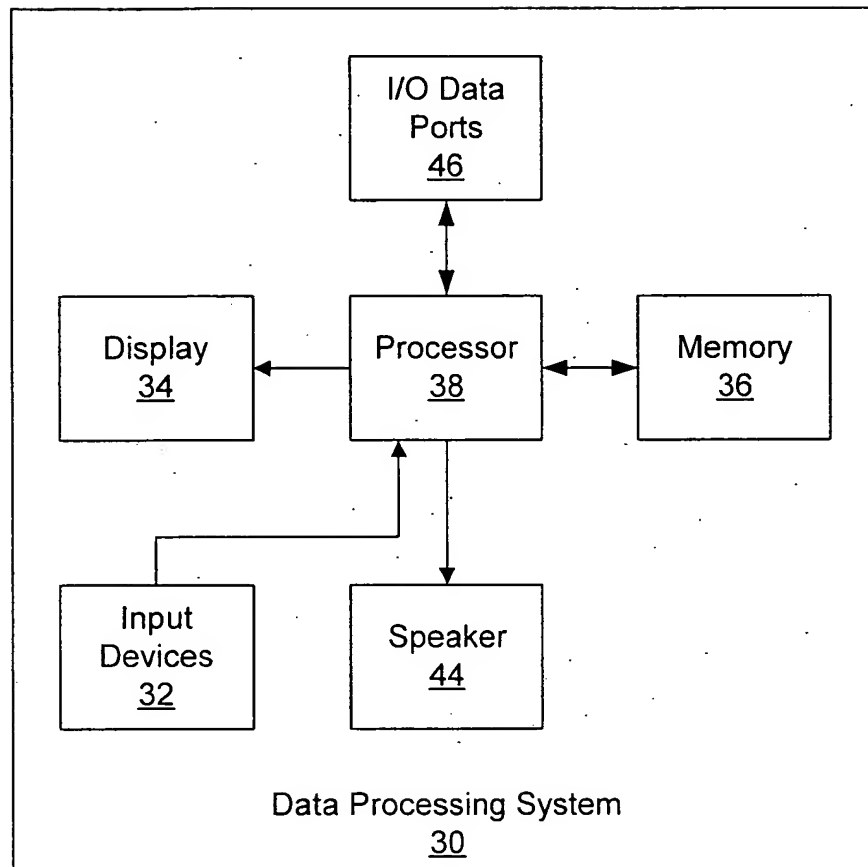 I/O Data
Ports
46
Display
34
Processor
38
Memory
36
Input
Devices
32
Speaker
44
Data Processing System
30